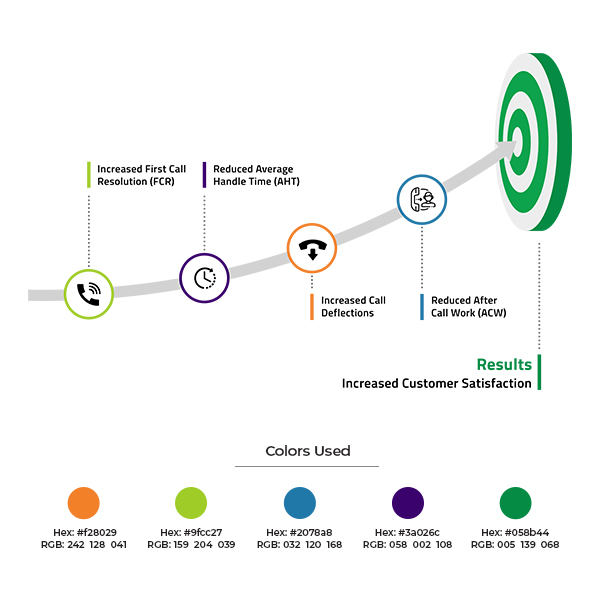 Increased First Call
Resolution (FCR)
Reduced Average
Handle Time (AHT)
Increased Call
Deflections
Reduced After
Call Work (ACW)
Results
Increased Customer Satisfaction
Colors Used
Hex: #f28029
RGB: 242 128 041
Hex: #9fcc27
RGB: 159 204 039
Hex: #2078a8
RGB: 032 120 168
Hex: #3a026c
RGB: 058 002 108
Hex: #058b44
RGB: 005 139 068